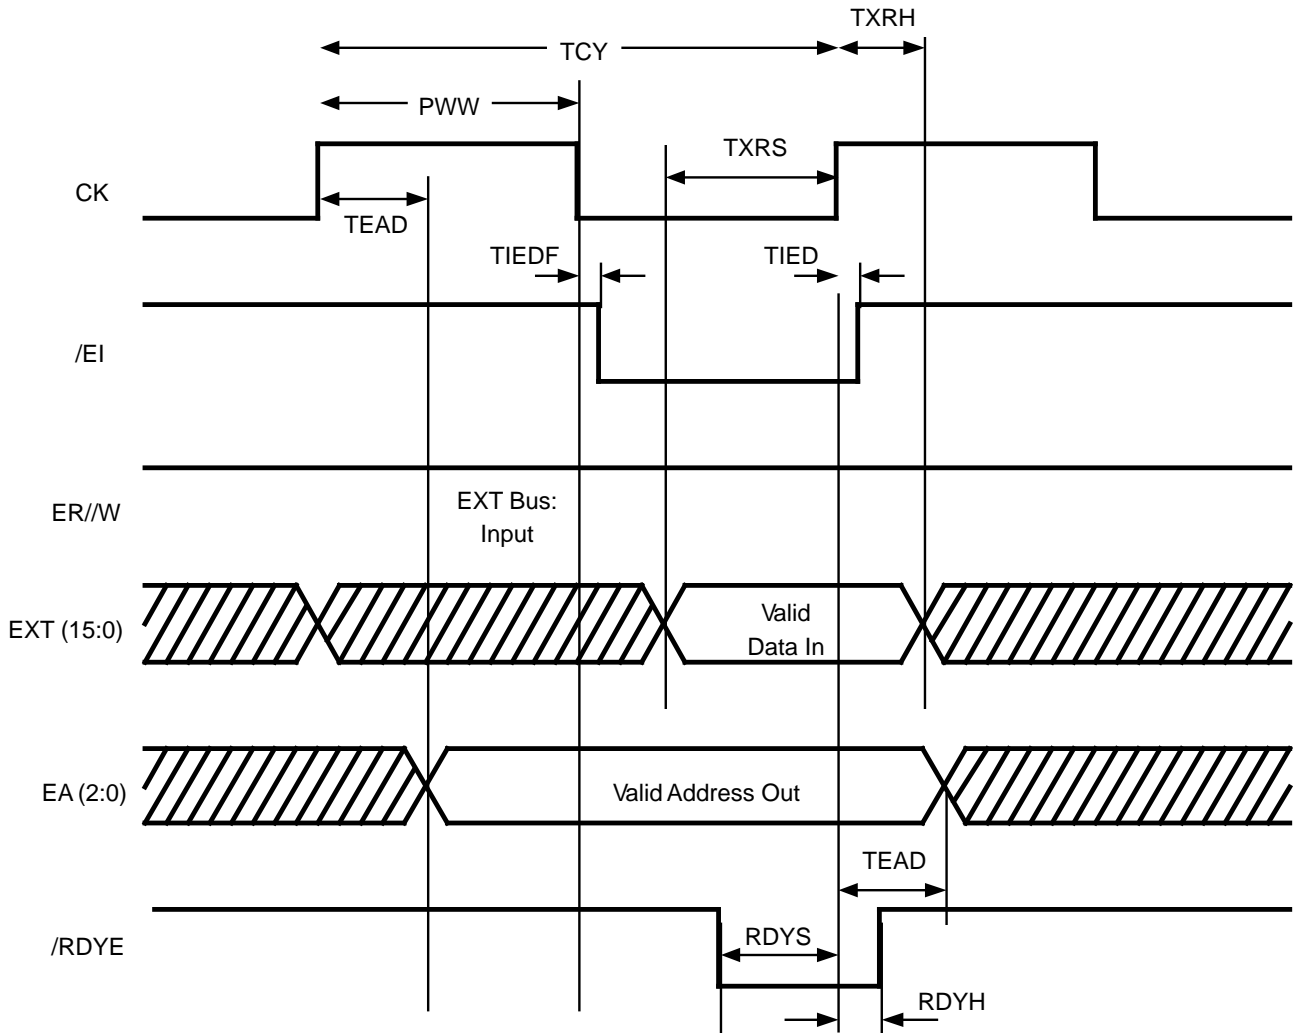 TXRH
TCY
PWW
TXRS
CK
TEAD
TIEDF
TIED
/EI
ER//W
EXT Bus:
Input
EXT (15:0)
Valid
Data In
EA (2:0)
Valid Address Out
TEAD
/RDYE
RDYS
RDYH